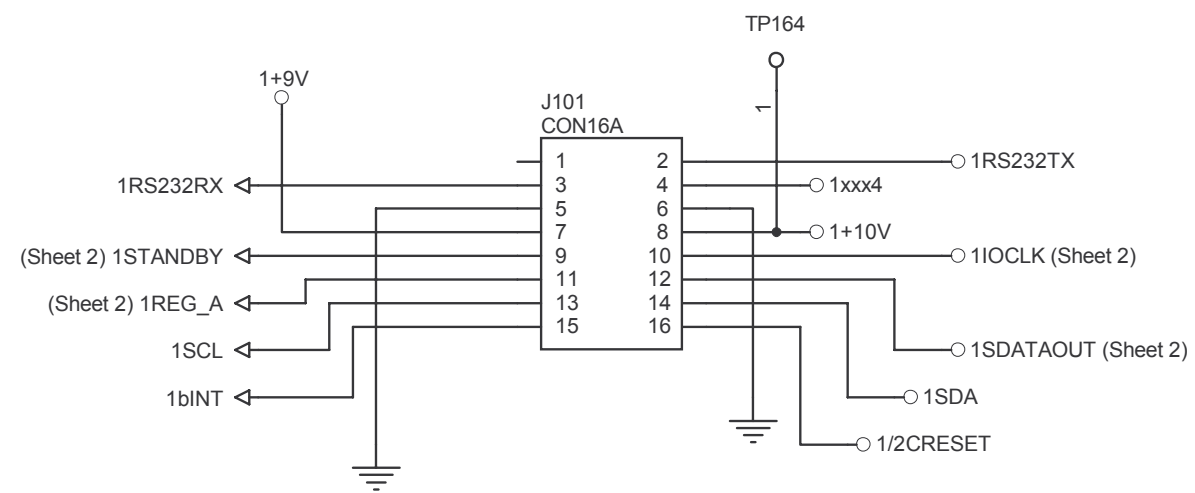 TP164
1+9V
1
J101
CON16A
1 2 1RS232TX
1RS232RX 3 4 1xxx4
5 6
7 8 1+10V
(Sheet 2) 1STANDBY 9 10 1IOCLK (Sheet 2)
11 12
(Sheet 2) 1REG_A 13 14
15 16
1SCL 1SDATAOUT (Sheet 2)
1bINT 1SDA
1/2CRESET